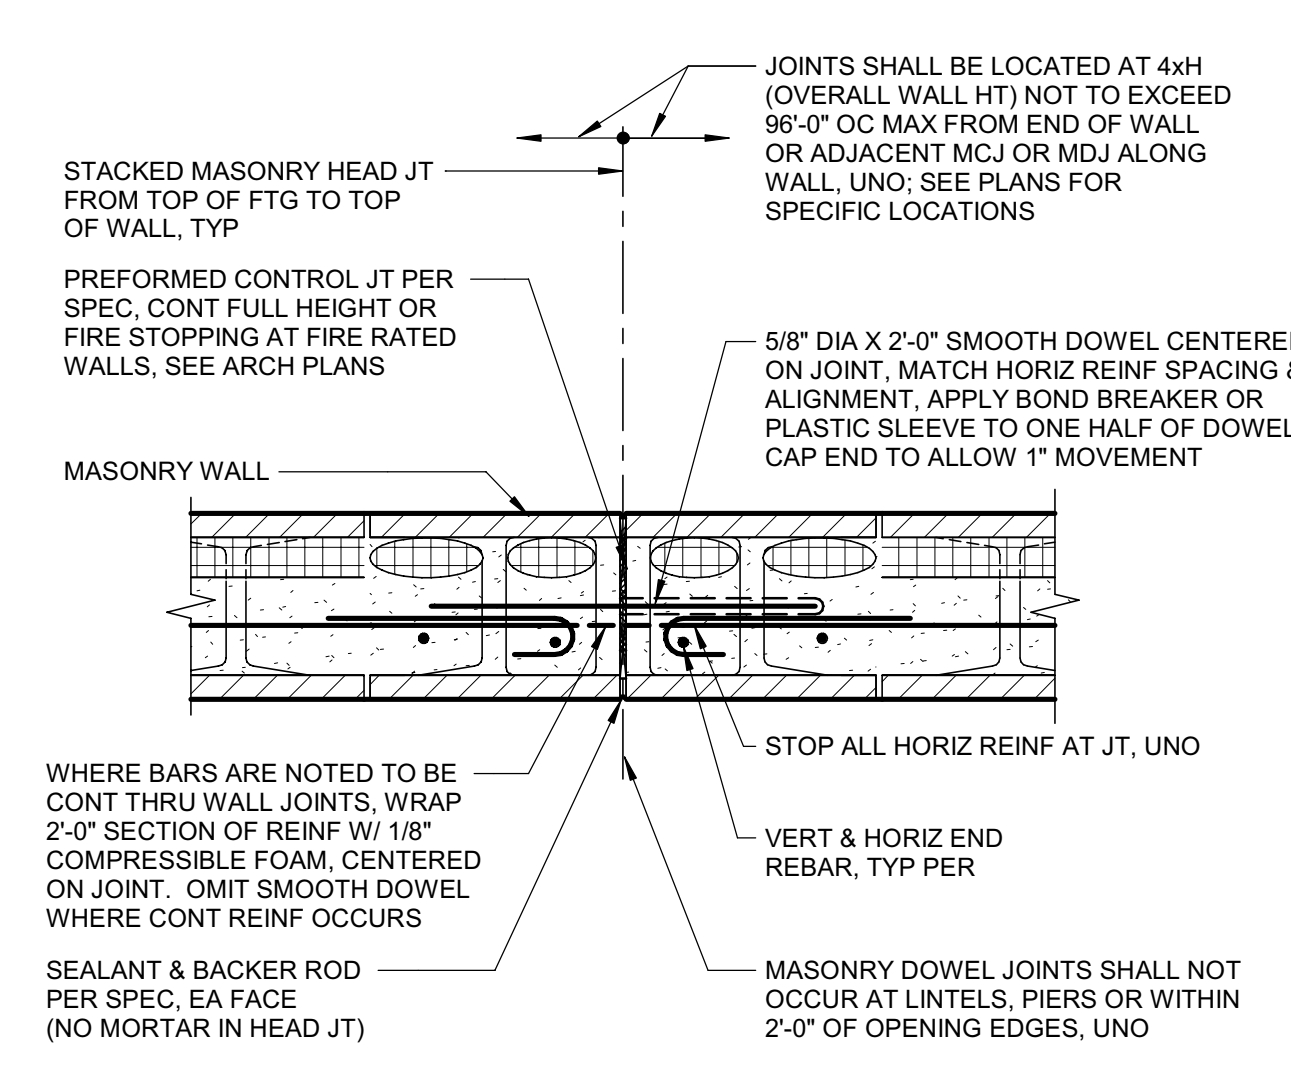 JOINTS SHALL BE LOCATED AT 4xH
(OVERALL WALL HT) NOT TO EXCEED
96'-0" OC MAX FROM END OF WALL
OR ADJACENT MCJ OR MDJ ALONG
WALL, UNO; SEE PLANS FOR
SPECIFIC LOCATIONS
STACKED MASONRY HEAD JT
FROM TOP OF FTG TO TOP
OF WALL, TYP
PREFORMED CONTROL JT PER
SPEC, CONT FULL HEIGHT OR
FIRE STOPPING AT FIRE RATED
WALLS, SEE ARCH PLANS
5/8" DIA X 2'-0" SMOOTH DOWEL
ON JOINT, MATCH HORIZ REINF SPACING
ALIGNMENT, APPLY BOND BREAKER OR
PLASTIC SLEEVE TO ONE HALF OF DOWEL
CAP END TO ALLOW 1" MOVEMENT
MASONRY WALL
WHERE BARS ARE NOTED TO BE
CONT THRU WALL JOINTS, WRAP
2'-0" SECTION OF REINF W/ 1/8"
COMPRESSIBLE FOAM, CENTERED
ON JOINT. OMIT SMOOTH DOWEL
WHERE CONT REINF OCCURS
STOP ALL HORIZ REINF AT JT, UNO
VERT & HORIZ END
REBAR, TYP PER
SEALANT & BACKER ROD
PER SPEC, EA FACE
(NO MORTAR IN HEAD JT)
MASONRY DOWEL JOINTS SHALL NOT
OCCUR AT LINTELS, PIERS OR WITHIN
2'-0" OF OPENING EDGES, UNO